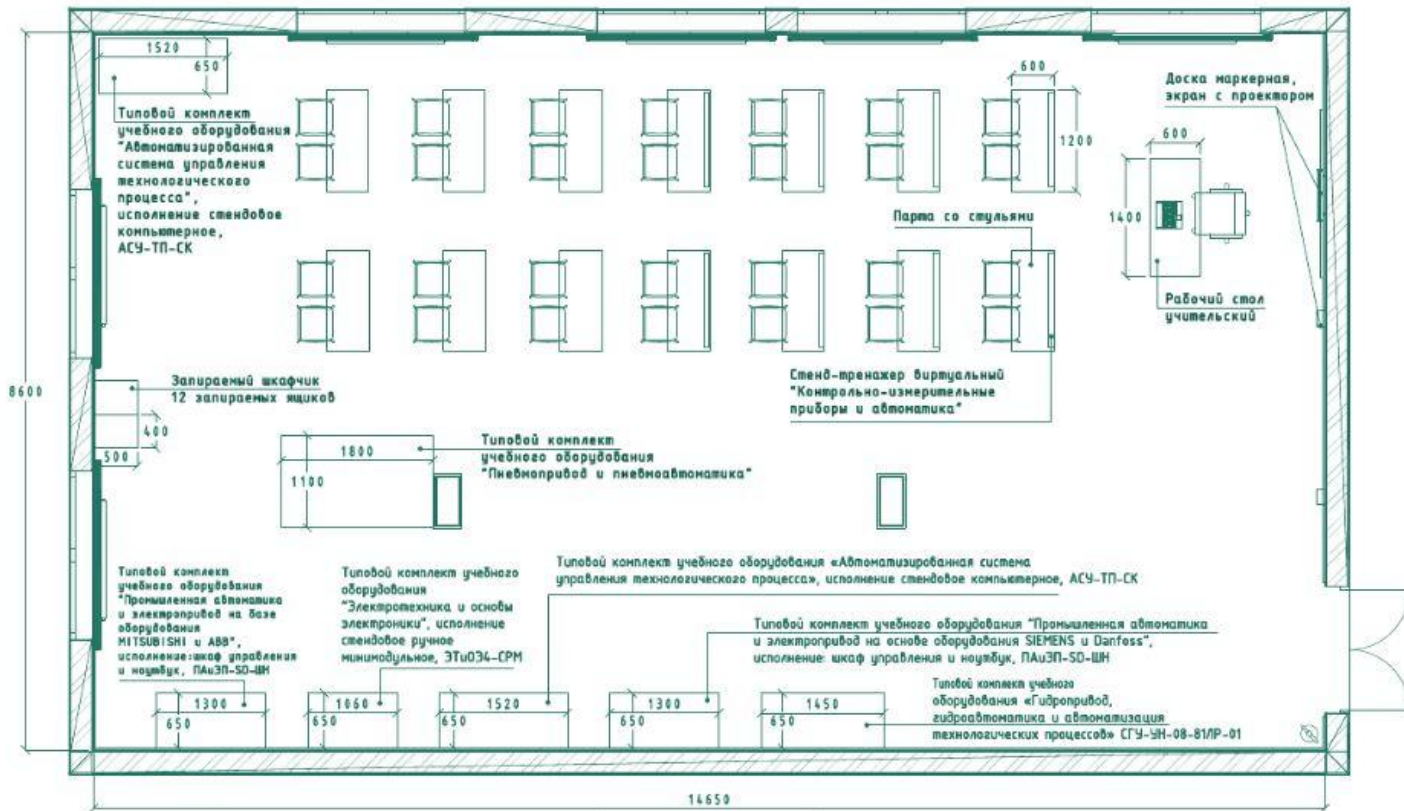 1520
650
Типовой комплект
учебного оборудования
"Автоматизированная
система управления
технологического
процесса",
исполнение стендовое
компьютерное,
АСУ-ТП-СК
600
1200
Доска маркерная,
экран с проектором
600
1400
Парта со стульями
Рабочий стол
учительский
8600
Запираемый шкафчик
12 запираемых ящиков
400
500
Стенд-тренажер виртуальный
"Контрольно-измерительные
приборы и автоматика"
1800
1100
Типовой комплект
учебного оборудования
"Пневмопривод и пневмоавтоматика"
Типовой комплект
учебного оборудования
"Промышленная автоматика
и электропривод на базе
оборудования
MITSUBISHI и ABB",
исполнение:шкаф управления
и ноутбук, ПАиЭП-SD-ШН
Типовой комплект учебного
оборудования
"Электротехника и основы
электроники", исполнение
стендовое ручное
минимодульное, ЭТиОЭ4-СРМ
Типовой комплект учебного оборудования «Автоматизированная система
управления технологического процесса», исполнение стендовое компьютерное, АСУ-ТП-СК
Типовой комплект учебного оборудования "Промышленная автоматика
и электропривод на основе оборудования SIEMENS и Danfoss",
исполнение: шкаф управления и ноутбук, ПАиЭП-SD-ШН
Типовой комплект учебного
оборудования «Гидропривод,
гидроавтоматика и автоматизация
технологических процессов» СГУ-УН-08-81ЛР-01
1300
650
1060
650
1520
650
1300
650
1450
650
14650